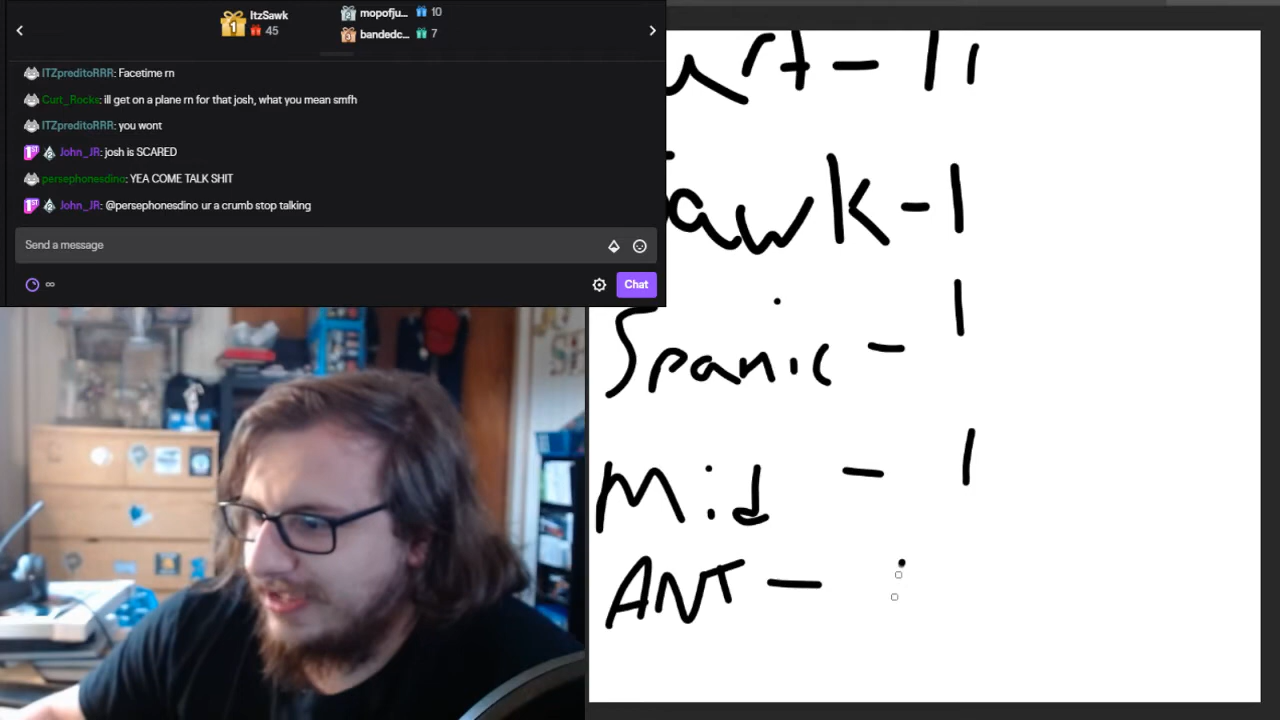 ItzSawk
45
mopofju... 10
bandedc... 7
ITZpreditoRRR: Facetime rn
Curt_Rocks: ill get on a plane rn for that josh, what you mean smfh
ITZpreditoRRR: you wont
John_JR: josh is SCARED
persephonesdino: YEA COME TALK SHIT
John_JR: @persephonesdino ur a crumb stop talking
Send a message
Chat
urt - 11
Sawk - 1
Spanic - 1
Mid - 1
ANT -